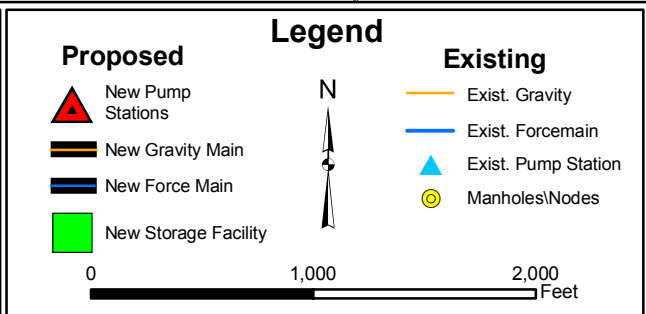 Legend
Proposed
New Pump
Stations
New Gravity Main
New Force Main
New Storage Facility
N
Existing
Exist. Gravity
Exist. Forcemain
Exist. Pump Station
Manholes\Nodes
0 1,000 2,000
Feet